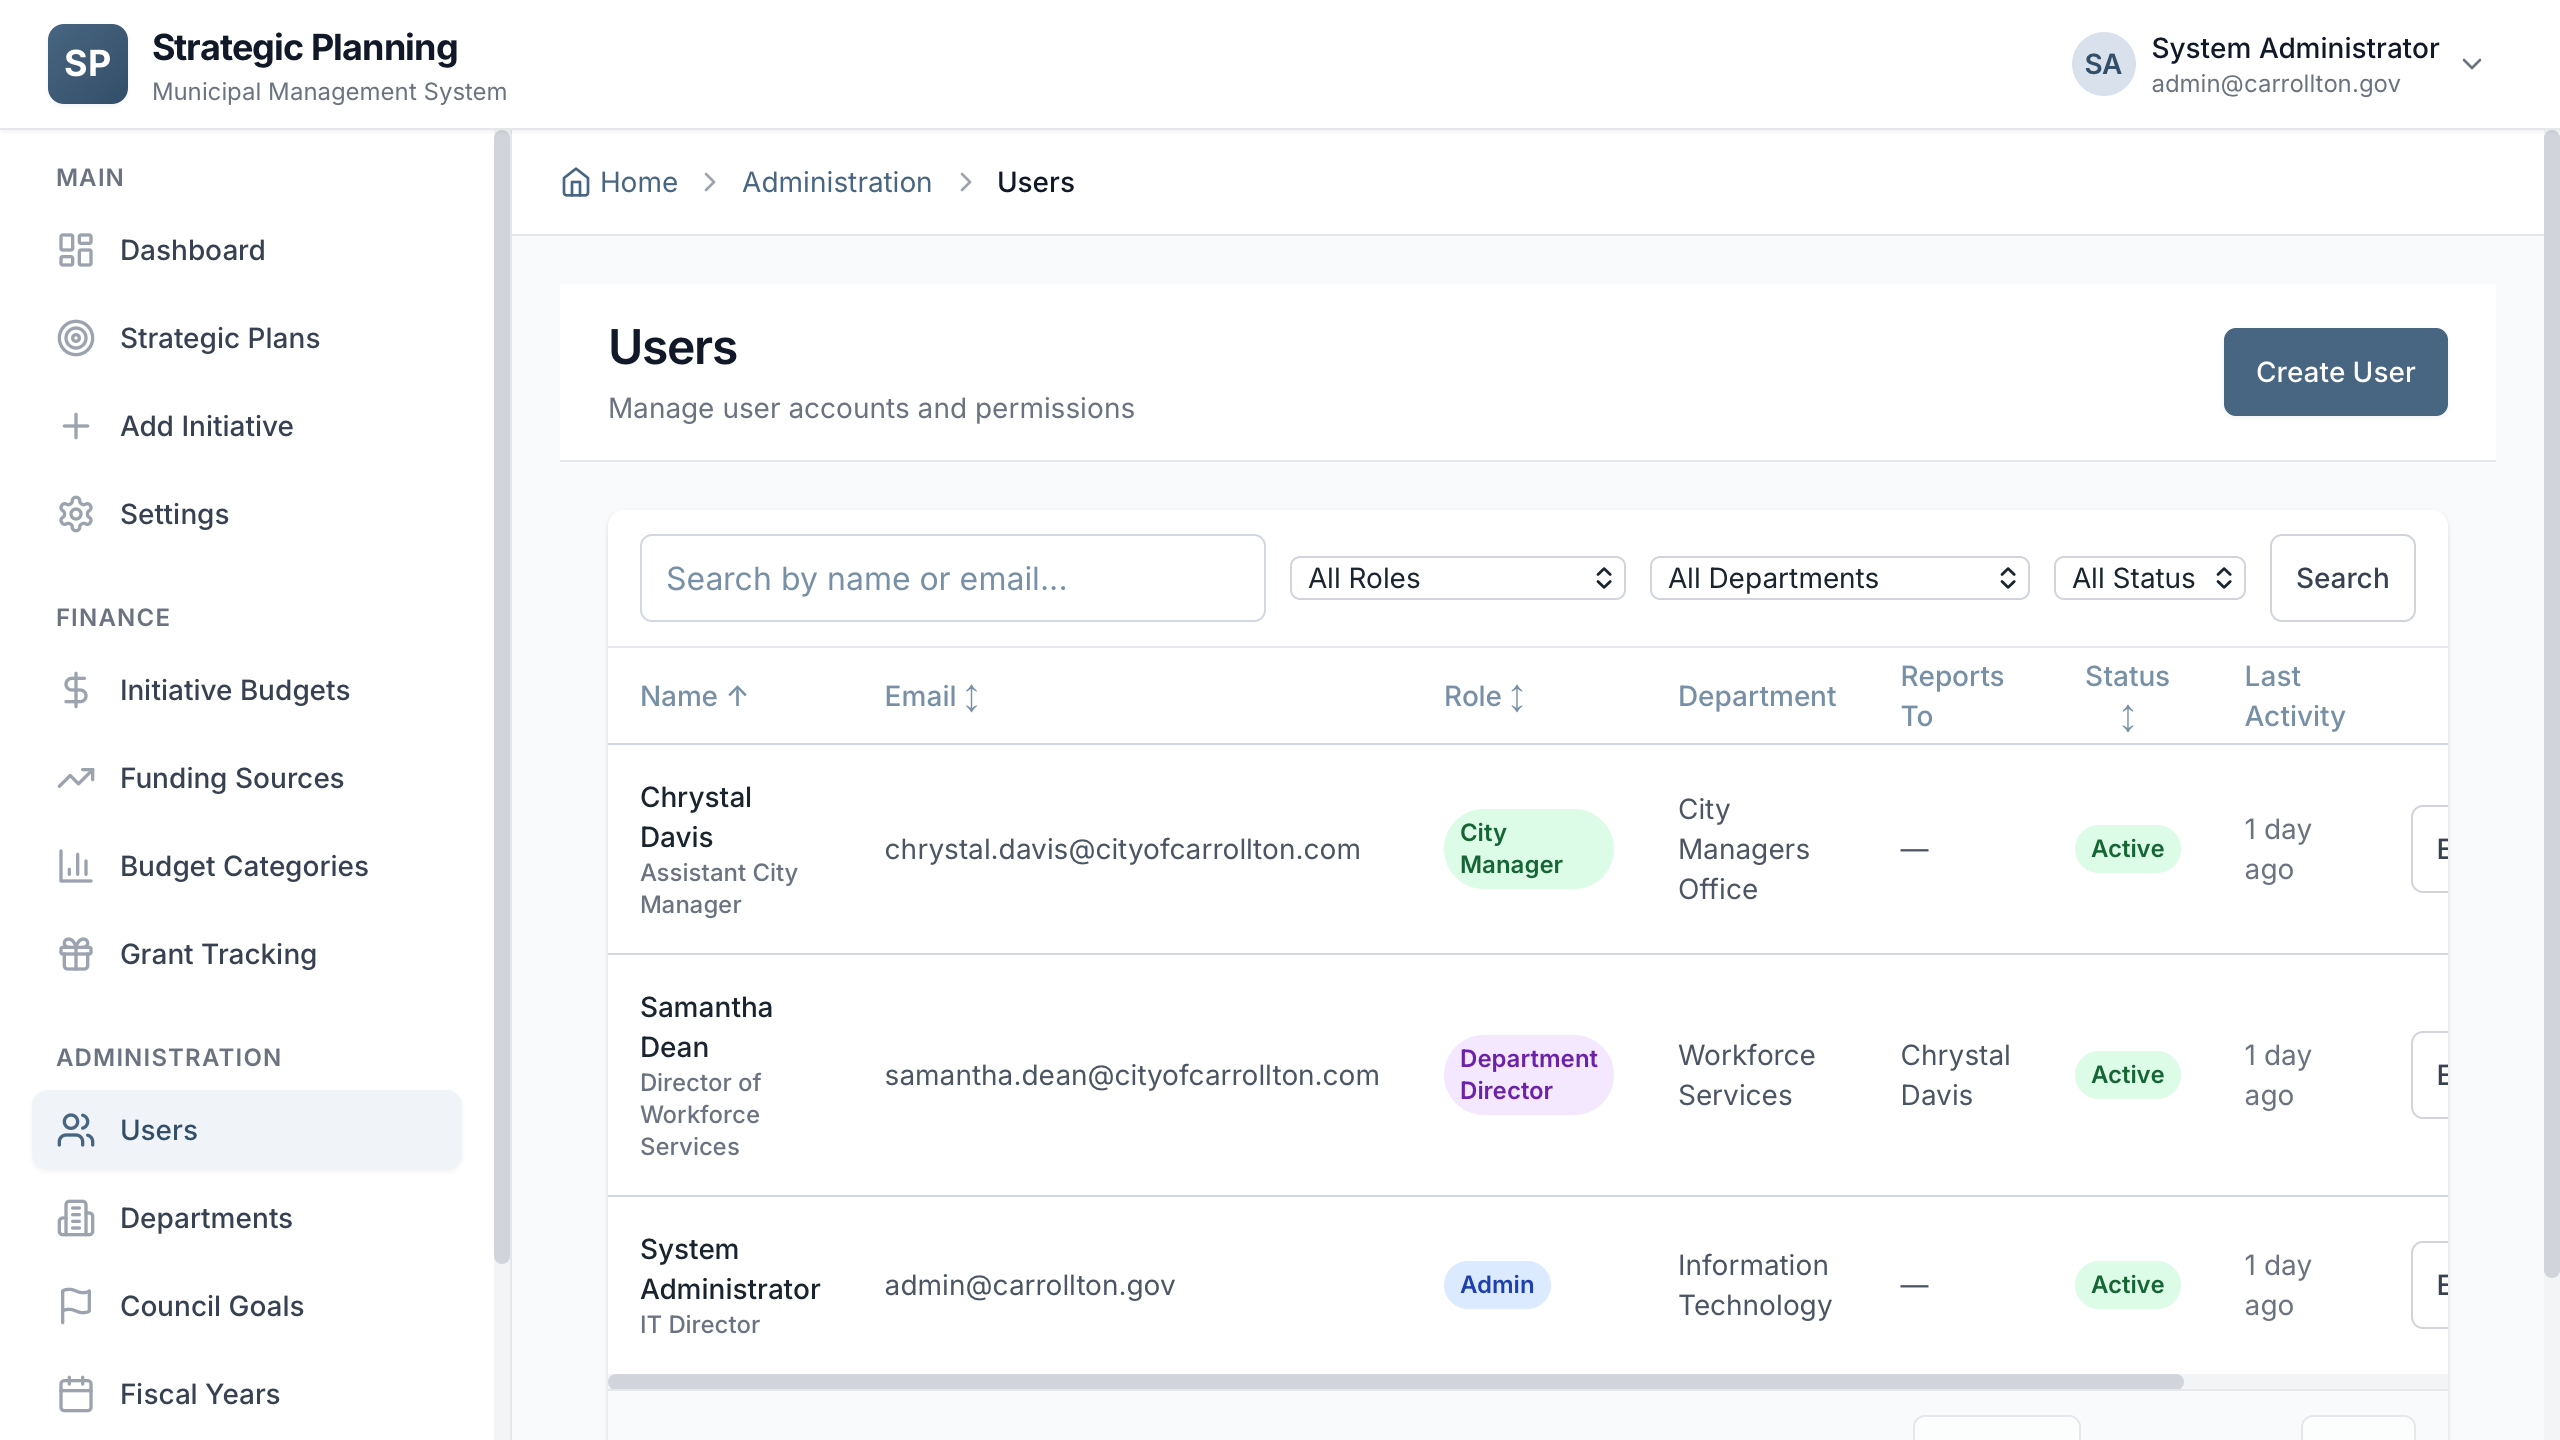 SP
Strategic Planning
Municipal Management System
SA
System Administrator
admin@carrollton.gov
MAIN
Dashboard
Strategic Plans
Add Initiative
Settings
FINANCE
Initiative Budgets
Funding Sources
Budget Categories
Grant Tracking
ADMINISTRATION
Users
Departments
Council Goals
Fiscal Years
Home > Administration > Users
Users
Manage user accounts and permissions
Create User
Search by name or email...
All Roles
All Departments
All Status
Search
Name ↑
Email ↕
Role ↕
Department
Reports
To
Status
↕
Last
Activity
Chrystal
Davis
Assistant City
Manager
chrystal.davis@cityofcarrollton.com
City
Manager
City
Managers
Office
—
Active
1 day
ago
Samantha
Dean
Director of
Workforce
Services
samantha.dean@cityofcarrollton.com
Department
Director
Workforce
Services
Chrystal
Davis
Active
1 day
ago
System
Administrator
IT Director
admin@carrollton.gov
Admin
Information
Technology
—
Active
1 day
ago